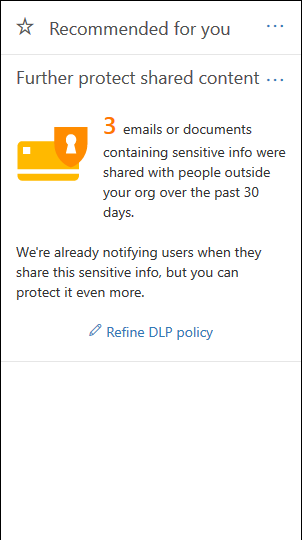 Recommended for you
Further protect shared content
3 emails or documents
containing sensitive info were
shared with people outside
your org over the past 30
days.
We're already notifying users when they
share this sensitive info, but you can
protect it even more.
Refine DLP policy